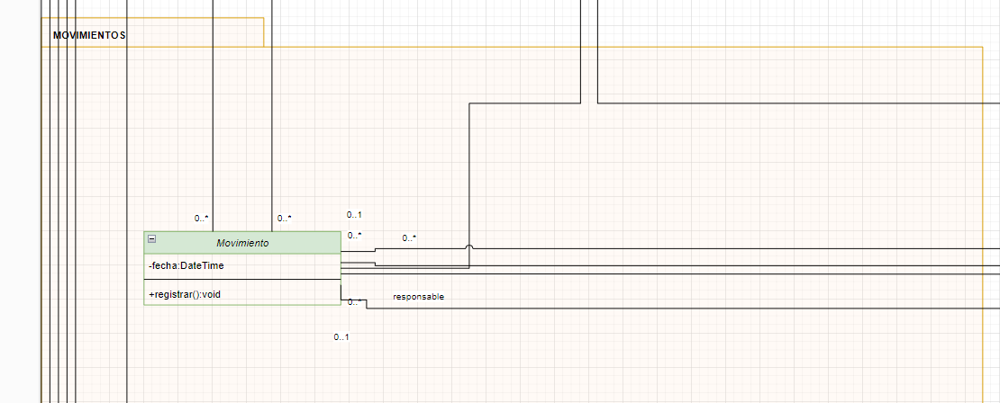 MOVIMIENTOS
0..*
0..*
0..1
0..*
0..*
Movimiento
-fecha:DateTime
+registrar():void
0..*
responsable
0..1